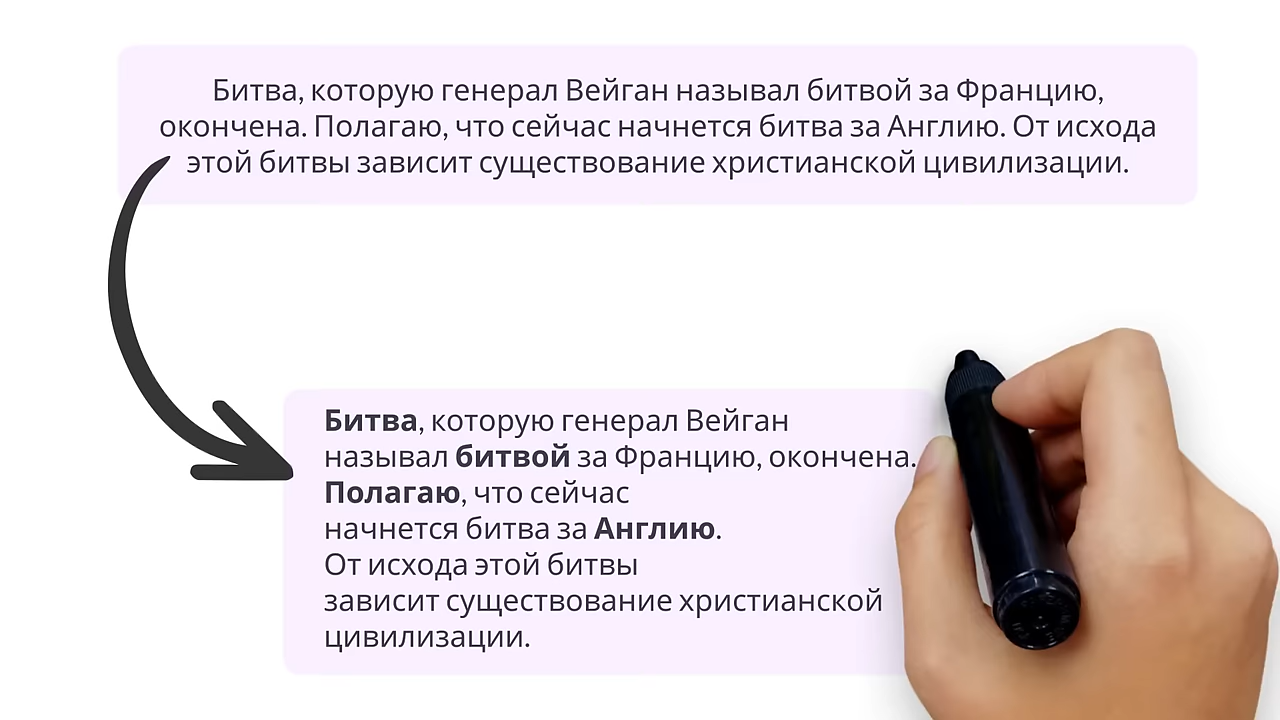 Битва, которую генерал Вейган называл битвой за Францию,
окончена. Полагаю, что сейчас начнется битва за Англию. От исхода
этой битвы зависит существование христианской цивилизации.
Битва, которую генерал Вейган
называл битвой за Францию, окончена.
Полагаю, что сейчас
начнется битва за Англию.
От исхода этой битвы
зависит существование христианской
цивилизации.